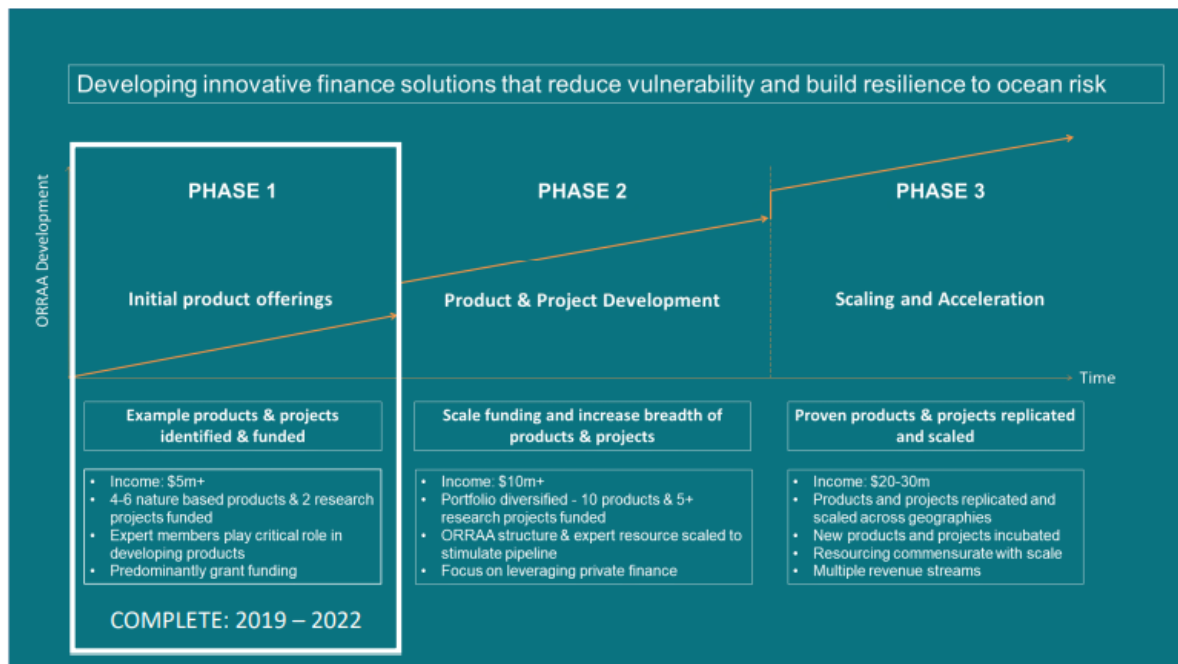 Developing innovative finance solutions that reduce vulnerability and build resilience to ocean risk
ORRAA Development
PHASE 1
PHASE 2
PHASE 3
Initial product offerings
Product & Project Development
Scaling and Acceleration
Time
Example products & projects
identified & funded
• Income: $5m+
• 4-6 nature based products & 2 research
projects funded
• Expert members play critical role in
developing products
• Predominantly grant funding
COMPLETE: 2019 – 2022
Scale funding and increase breadth of
products & projects
• Income: $10m+
• Portfolio diversified - 10 products & 5+
research projects funded
• ORRAA structure & expert resource scaled to
stimulate pipeline
• Focus on leveraging private finance
Proven products & projects replicated
and scaled
• Income: $20-30m
• Products and projects replicated and
scaled across geographies
• New products and projects incubated
• Resourcing commensurate with scale
• Multiple revenue streams